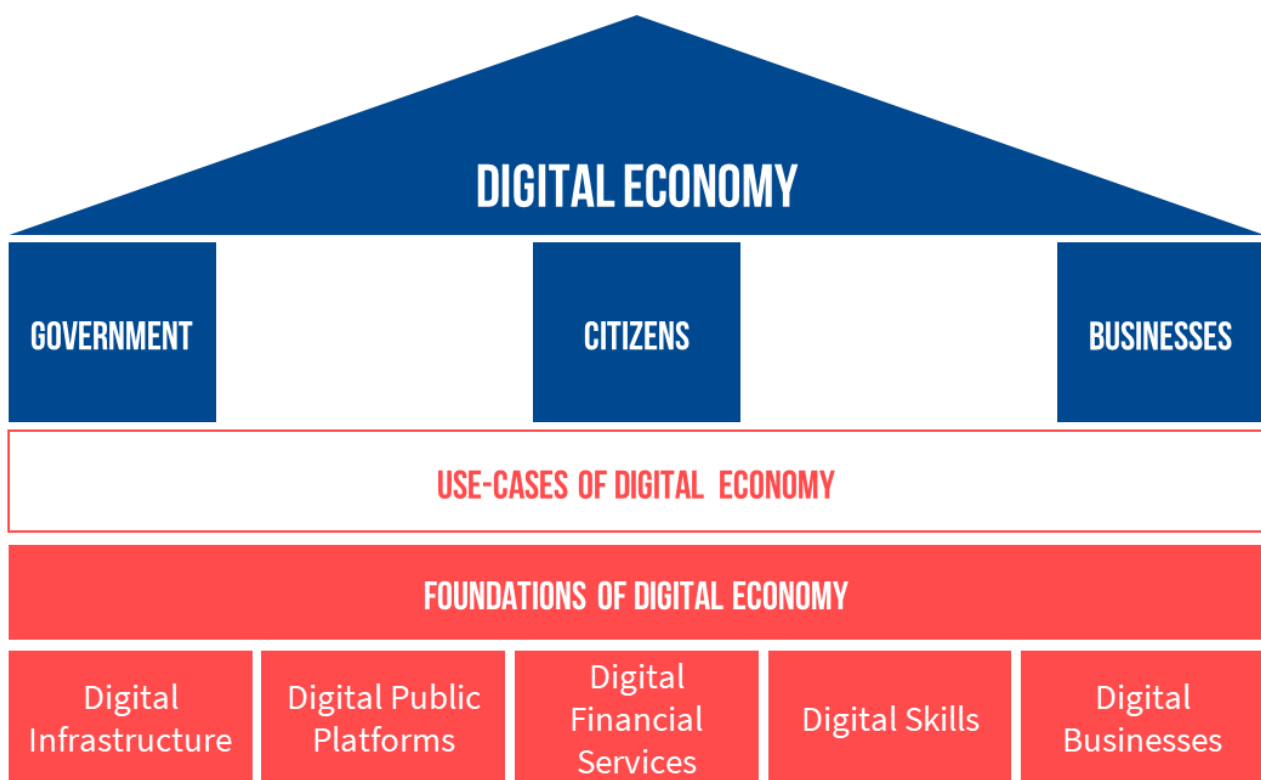 DIGITAL ECONOMY
GOVERNMENT
CITIZENS
BUSINESSES
USE-CASES OF DIGITAL ECONOMY
FOUNDATIONS OF DIGITAL ECONOMY
Digital
Infrastructure
Digital Public
Platforms
Digital
Financial
Services
Digital Skills
Digital
Businesses